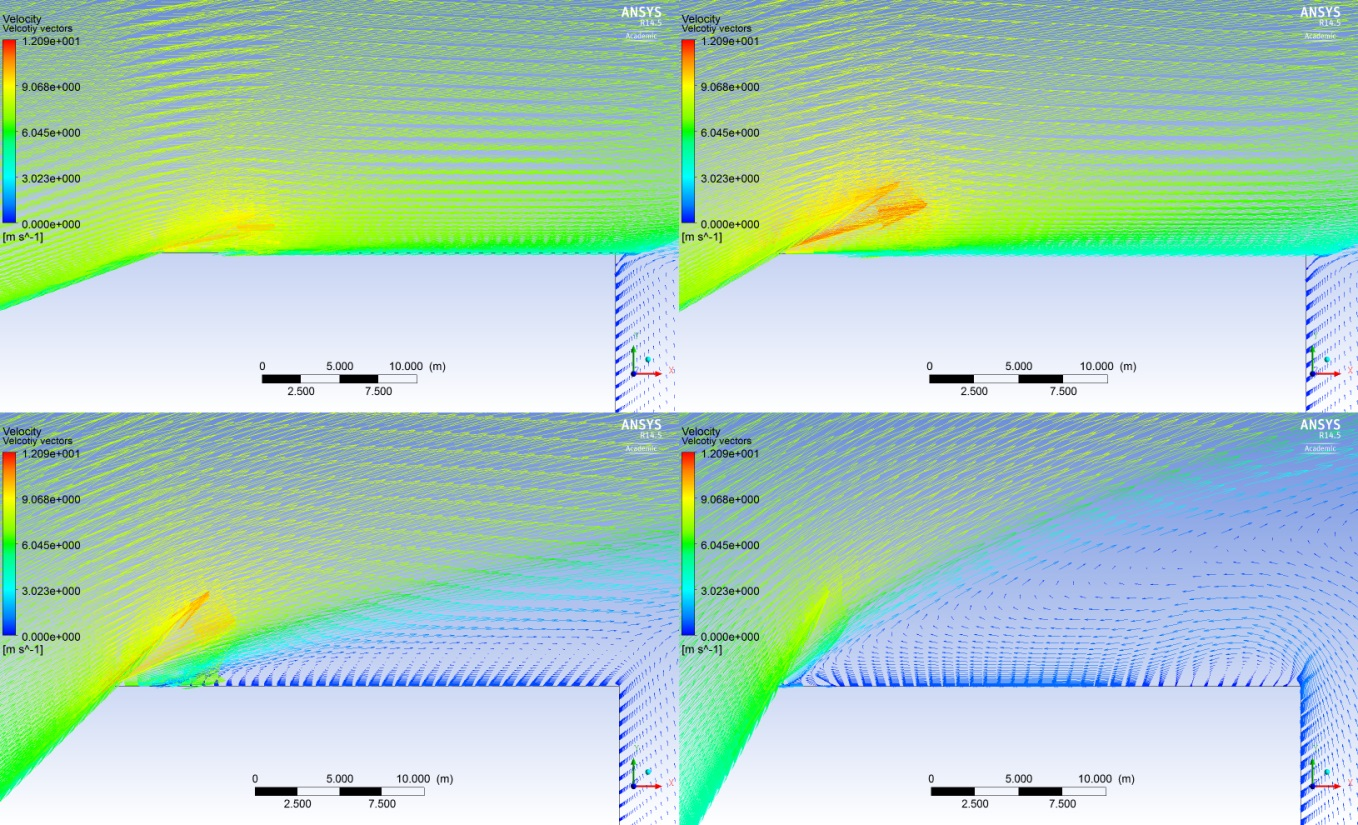 ANSYS
R14.5
Academic
Velocity
Velcotiy vectors
1.209e+001
9.068e+000
6.045e+000
3.023e+000
0.000e+000
[m s^-1]
0 5.000 10.000 (m)
2.500 7.500
Y
X
ANSYS
R14.5
Academic
Velocity
Velcotiy vectors
1.209e+001
9.068e+000
6.045e+000
3.023e+000
0.000e+000
[m s^-1]
0 5.000 10.000 (m)
2.500 7.500
X
ANSYS
R14.5
Academic
Velocity
Velcotiy vectors
1.209e+001
9.068e+000
6.045e+000
3.023e+000
0.000e+000
[m s^-1]
0 5.000 10.000 (m)
2.500 7.500
X
ANSYS
R14.5
Academic
Velocity
Velcotiy vectors
1.209e+001
9.068e+000
6.045e+000
3.023e+000
0.000e+000
[m s^-1]
0 5.000 10.000 (m)
2.500 7.500
X